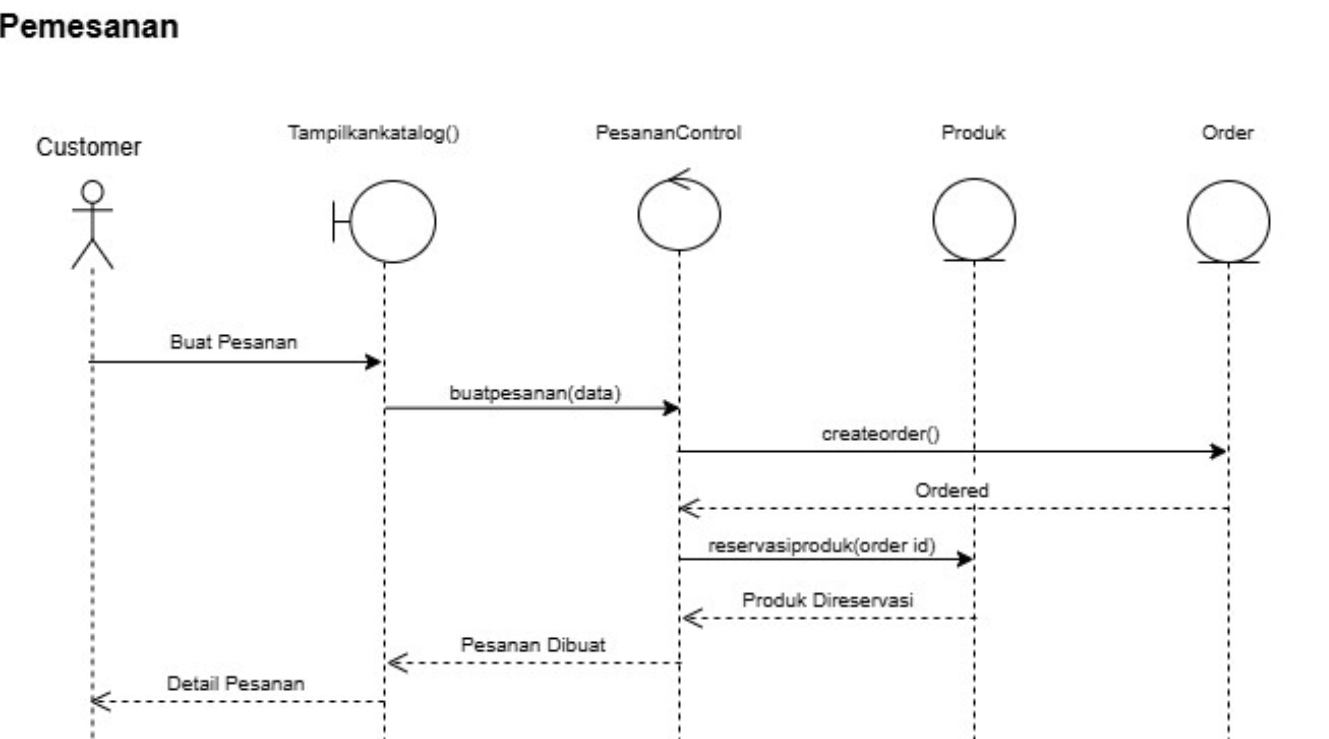 Pemesanan
Customer
Tampilkankatalog()
PesananControl
Produk
Order
Buat Pesanan
buatpesanan(data)
createorder()
Ordered
reservasiproduk(order id)
Produk Direservasi
Pesanan Dibuat
Detail Pesanan